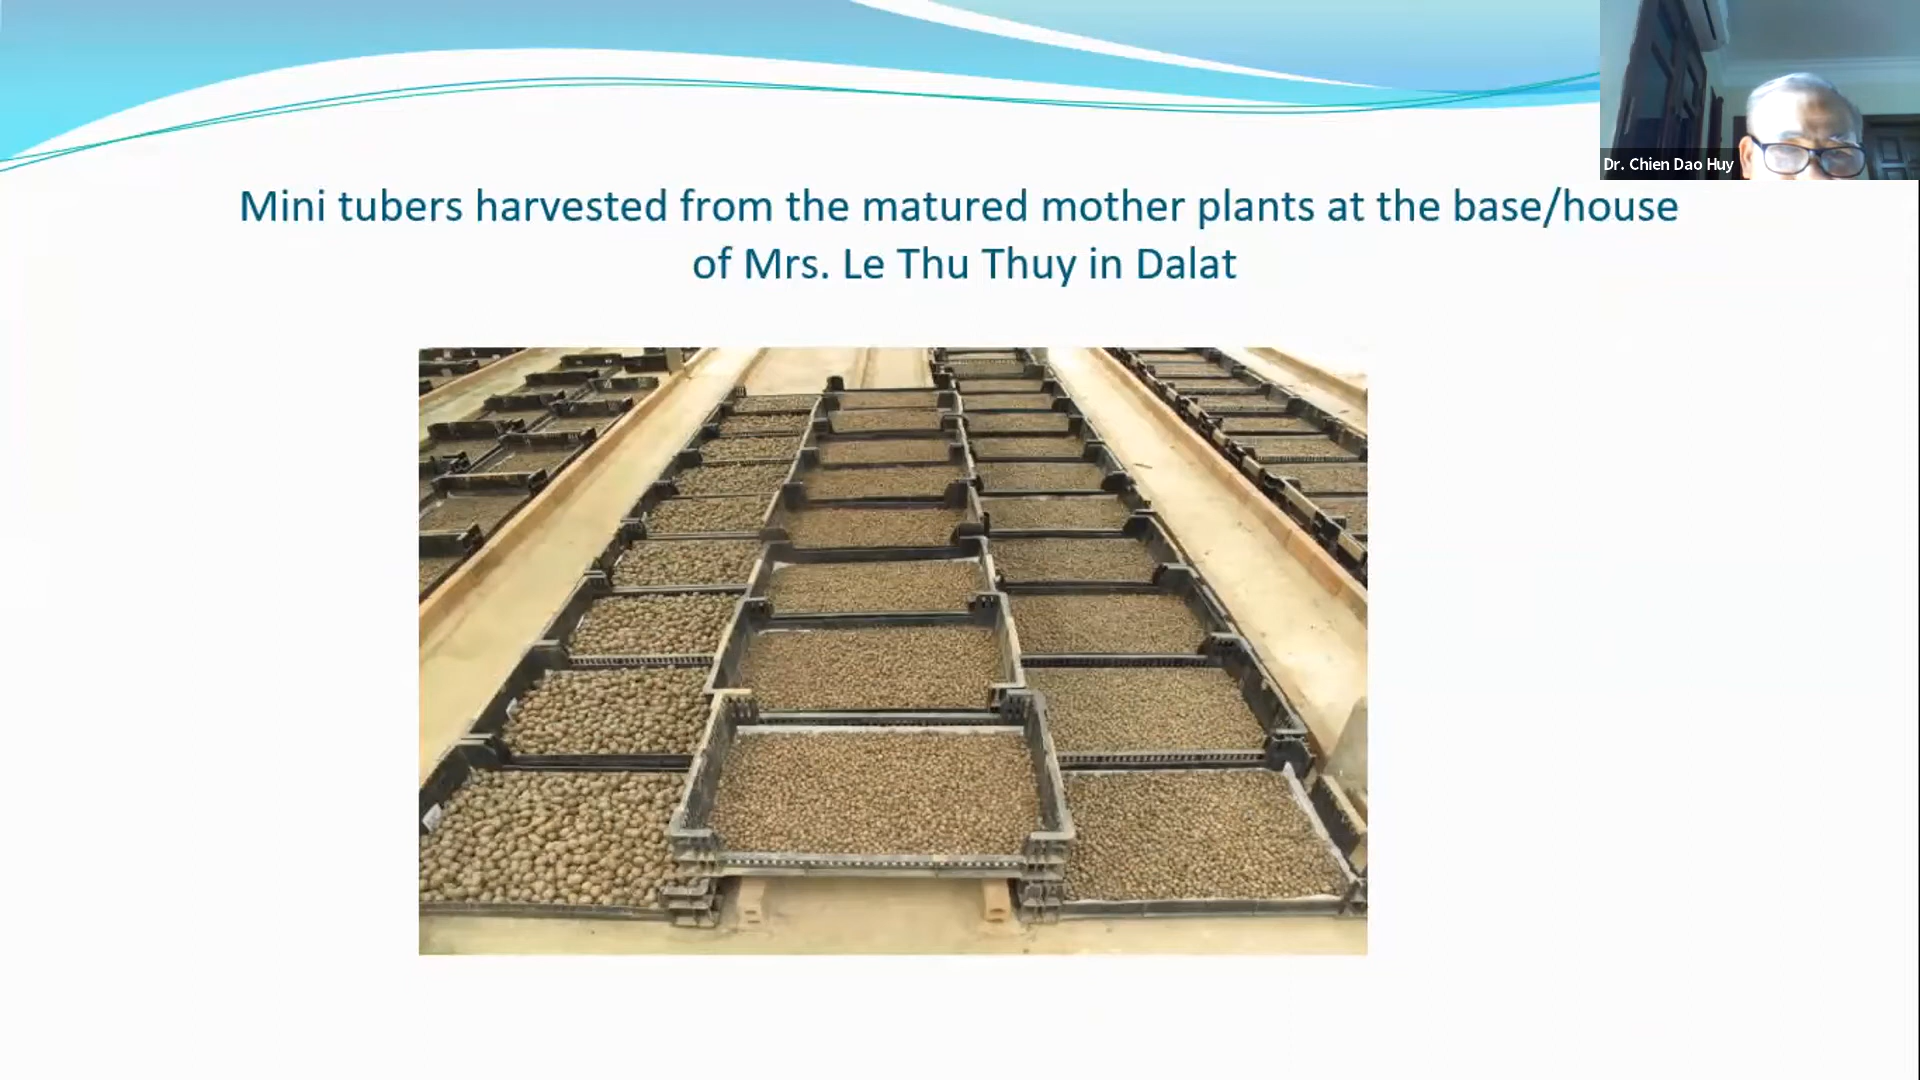 Dr. Chien Dao Huy
Mini tubers harvested from the matured mother plants at the base/house
of Mrs. Le Thu Thuy in Dalat